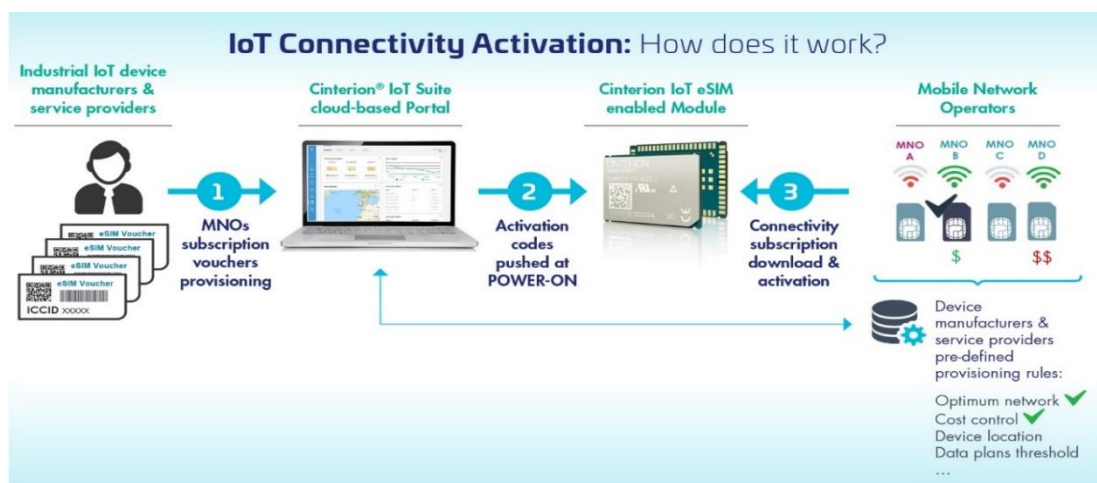 IoT Connectivity Activation: How does it work?
Industrial IoT device
manufacturers &
service providers
Cinterion® IoT Suite
cloud-based Portal
Cinterion IoT eSIM
enabled Module
Mobile Network
Operators
MNO
A
MNO
B
MNO
C
MNO
D
1
MNOs
subscription
vouchers
provisioning
2
Activation
codes
pushed at
POWER-ON
3
Connectivity
subscription
download &
activation
$
$$
eSIM Voucher
eSIM Voucher
eSIM Voucher
eSIM Voucher
ICCID xxxxx
Device
manufacturers &
service providers
pre-defined
provisioning rules:
Optimum network
Cost control
Device location
Data plans threshold
...